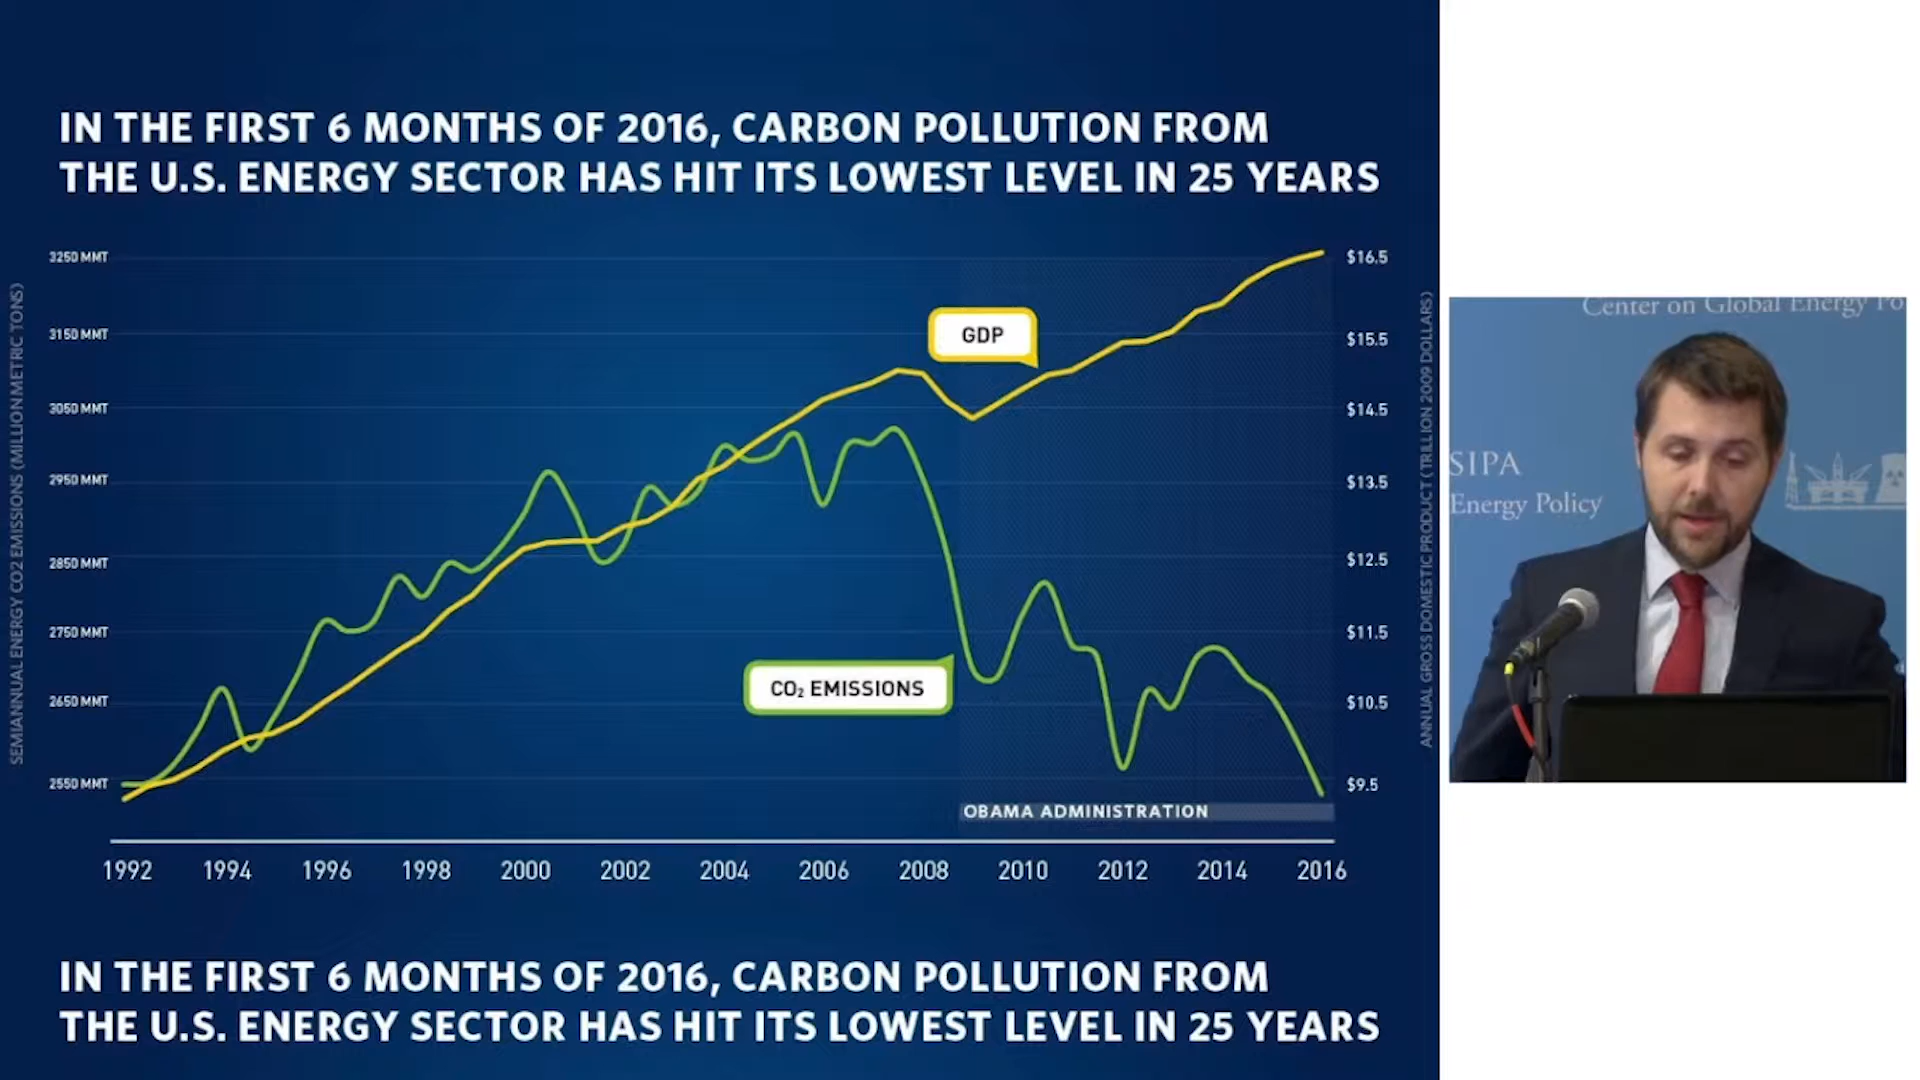 IN THE FIRST 6 MONTHS OF 2016, CARBON POLLUTION FROM
THE U.S. ENERGY SECTOR HAS HIT ITS LOWEST LEVEL IN 25 YEARS
SEMIANNUAL ENERGY CO2 EMISSIONS (MILLION METRIC TONS)
3250 MMT
3150 MMT
3050 MMT
2950 MMT
2850 MMT
2750 MMT
2650 MMT
2550 MMT
GDP
CO₂ EMISSIONS
OBAMA ADMINISTRATION
$16.5
$15.5
$14.5
$13.5
$12.5
$11.5
$10.5
$9.5
ANNUAL GROSS DOMESTIC PRODUCT (TRILLION 2009 DOLLARS)
1992 1994 1996 1998 2000 2002 2004 2006 2008 2010 2012 2014 2016
IN THE FIRST 6 MONTHS OF 2016, CARBON POLLUTION FROM
THE U.S. ENERGY SECTOR HAS HIT ITS LOWEST LEVEL IN 25 YEARS
Center on Global Energy Po
SIPA
Energy Policy